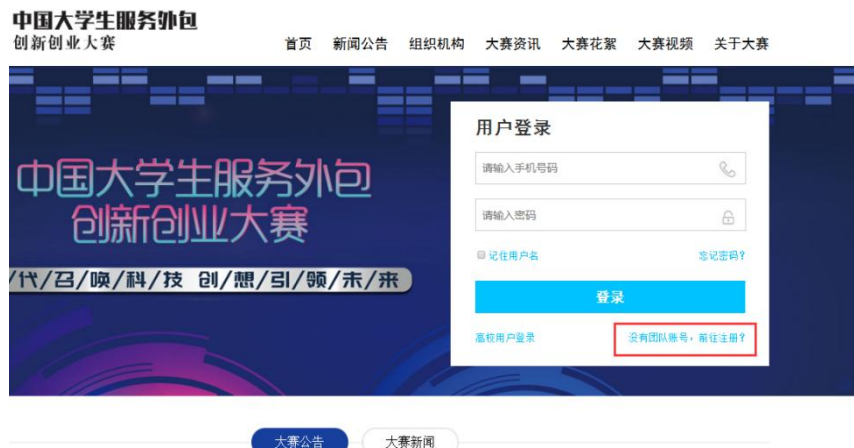 中国大学生服务外包
创新创业大赛
首页 新闻公告 组织机构 大赛资讯 大赛花絮 大赛视频 关于大赛
中国大学生服务外包
创新创业大赛
/代/召/唤/科/技 创/想/引/领/未/来
用户登录
请输入手机号码
请输入密码
记住用户名 忘记密码?
登录
高校用户登录 没有团队账号，前往注册?
大赛公告 大赛新闻